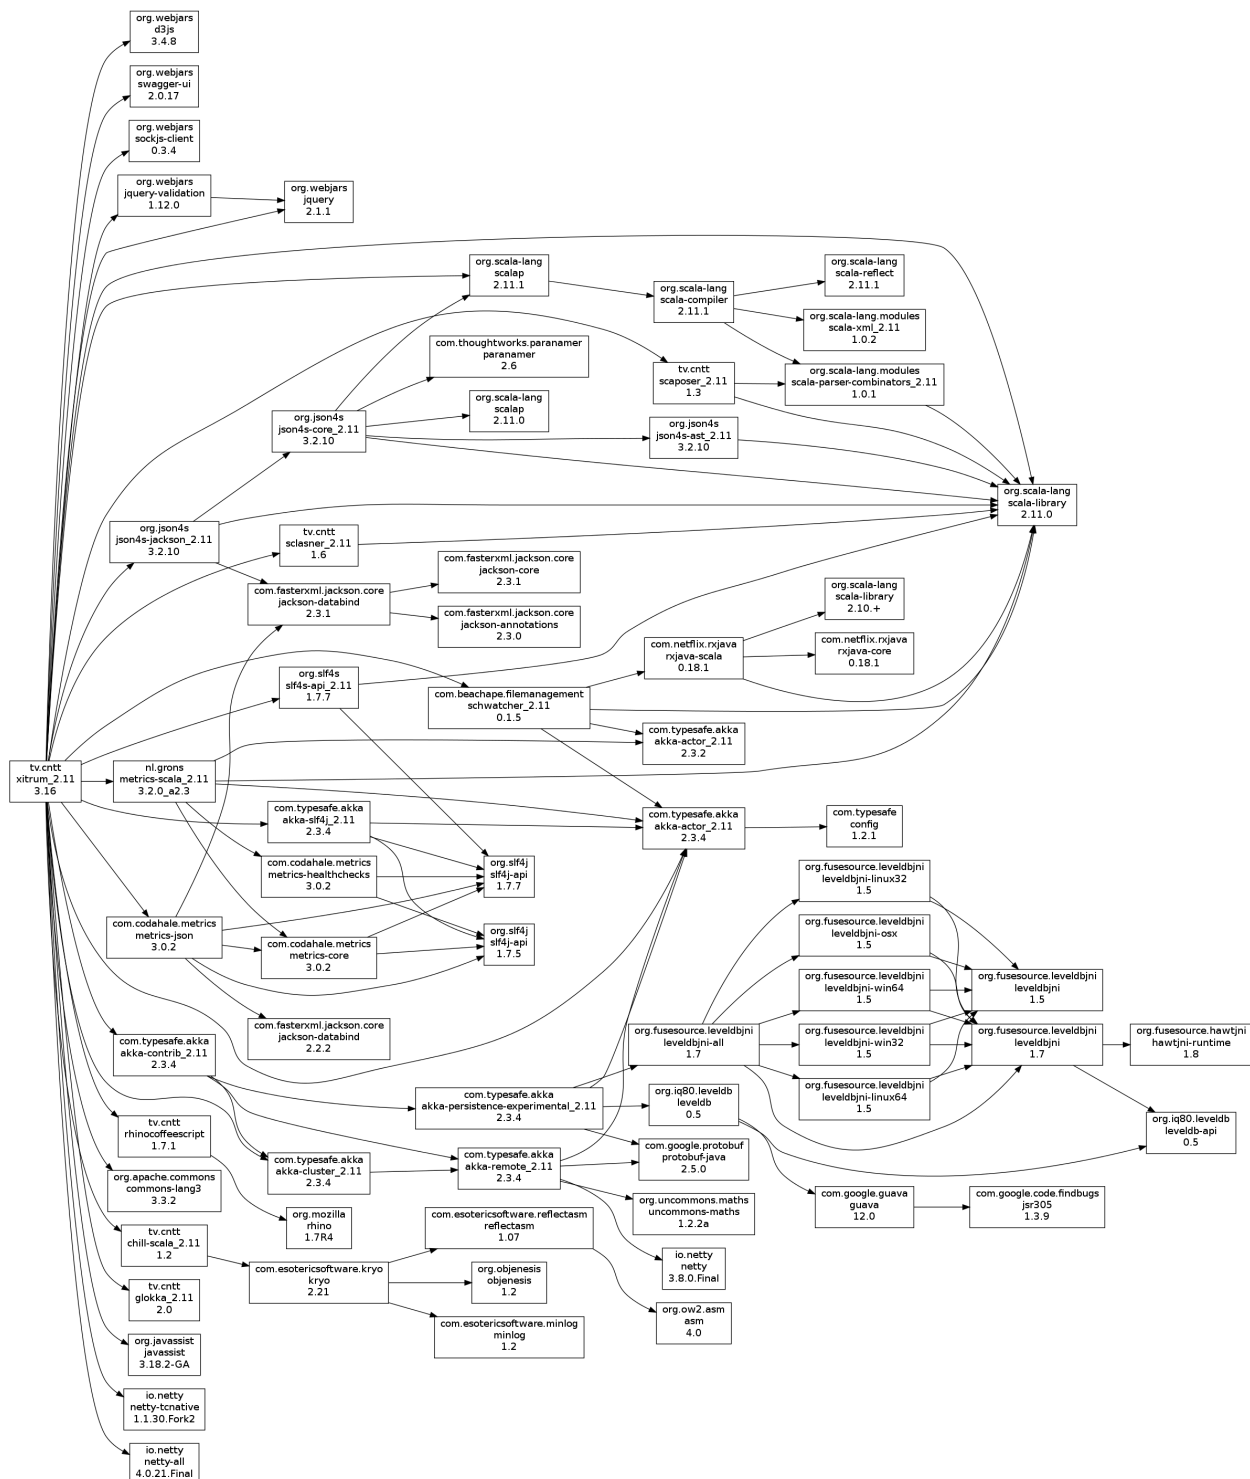 org.webjars
d3js
3.4.8
org.webjars
swagger-ui
2.0.17
org.webjars
sockjs-client
0.3.4
org.webjars
jquery-validation
1.12.0
org.webjars
jquery
2.1.1
org.scala-lang
scalap
2.11.1
org.scala-lang
scala-compiler
2.11.1
org.scala-lang
scala-reflect
2.11.1
org.scala-lang.modules
scala-xml_2.11
1.0.2
com.thoughtworks.paranamer
paranamer
2.6
tv.cntt
scaposer_2.11
1.3
org.scala-lang.modules
scala-parser-combinators_2.11
1.0.1
org.json4s
json4s-core_2.11
3.2.10
org.scala-lang
scalap
2.11.0
org.json4s
json4s-ast_2.11
3.2.10
org.scala-lang
scala-library
2.11.0
org.json4s
json4s-jackson_2.11
3.2.10
tv.cntt
sclasner_2.11
1.6
com.fasterxml.jackson.core
jackson-core
2.3.1
com.fasterxml.jackson.core
jackson-databind
2.3.1
com.fasterxml.jackson.core
jackson-annotations
2.3.0
org.scala-lang
scala-library
2.10.+
com.netflix.rxjava
rxjava-scala
0.18.1
com.netflix.rxjava
rxjava-core
0.18.1
org.slf4s
slf4s-api_2.11
1.7.7
com.beachape.filemanagement
schwatcher_2.11
0.1.5
com.typesafe.akka
akka-actor_2.11
2.3.2
tv.cntt
xitrum_2.11
3.16
nl.grons
metrics-scala_2.11
3.2.0_a2.3
com.typesafe.akka
akka-slf4j_2.11
2.3.4
com.typesafe.akka
akka-actor_2.11
2.3.4
com.typesafe
config
1.2.1
com.codahale.metrics
metrics-healthchecks
3.0.2
org.slf4j
slf4j-api
1.7.7
org.fusesource.leveldbjni
leveldbjni-linux32
1.5
com.codahale.metrics
metrics-json
3.0.2
com.codahale.metrics
metrics-core
3.0.2
org.slf4j
slf4j-api
1.7.5
org.fusesource.leveldbjni
leveldbjni-osx
1.5
org.fusesource.leveldbjni
leveldbjni-win64
1.5
org.fusesource.leveldbjni
leveldbjni
1.5
com.fasterxml.jackson.core
jackson-databind
2.2.2
com.typesafe.akka
akka-contrib_2.11
2.3.4
org.fusesource.leveldbjni
leveldbjni-all
1.7
org.fusesource.leveldbjni
leveldbjni-win32
1.5
org.fusesource.leveldbjni
leveldbjni
1.7
org.fusesource.hawtjni
hawtjni-runtime
1.8
org.fusesource.leveldbjni
leveldbjni-linux64
1.5
com.typesafe.akka
akka-persistence-experimental_2.11
2.3.4
org.iq80.leveldb
leveldb
0.5
org.iq80.leveldb
leveldb-api
0.5
tv.cntt
rhinocoffeescript
1.7.1
com.typesafe.akka
akka-cluster_2.11
2.3.4
com.typesafe.akka
akka-remote_2.11
2.3.4
com.google.protobuf
protobuf-java
2.5.0
org.apache.commons
commons-lang3
3.3.2
org.uncommons.maths
uncommons-maths
1.2.2a
com.google.guava
guava
12.0
com.google.code.findbugs
jsr305
1.3.9
org.mozilla
rhino
1.7R4
com.esotericsoftware.reflectasm
reflectasm
1.07
tv.cntt
chill-scala_2.11
1.2
io.netty
netty
3.8.0.Final
com.esotericsoftware.kryo
kryo
2.21
org.objenesis
objenesis
1.2
tv.cntt
glokka_2.11
2.0
org.ow2.asm
asm
4.0
com.esotericsoftware.minlog
minlog
1.2
org.javassist
javassist
3.18.2-GA
io.netty
netty-tcnative
1.1.30.Fork2
io.netty
netty-all
4.0.21.Final